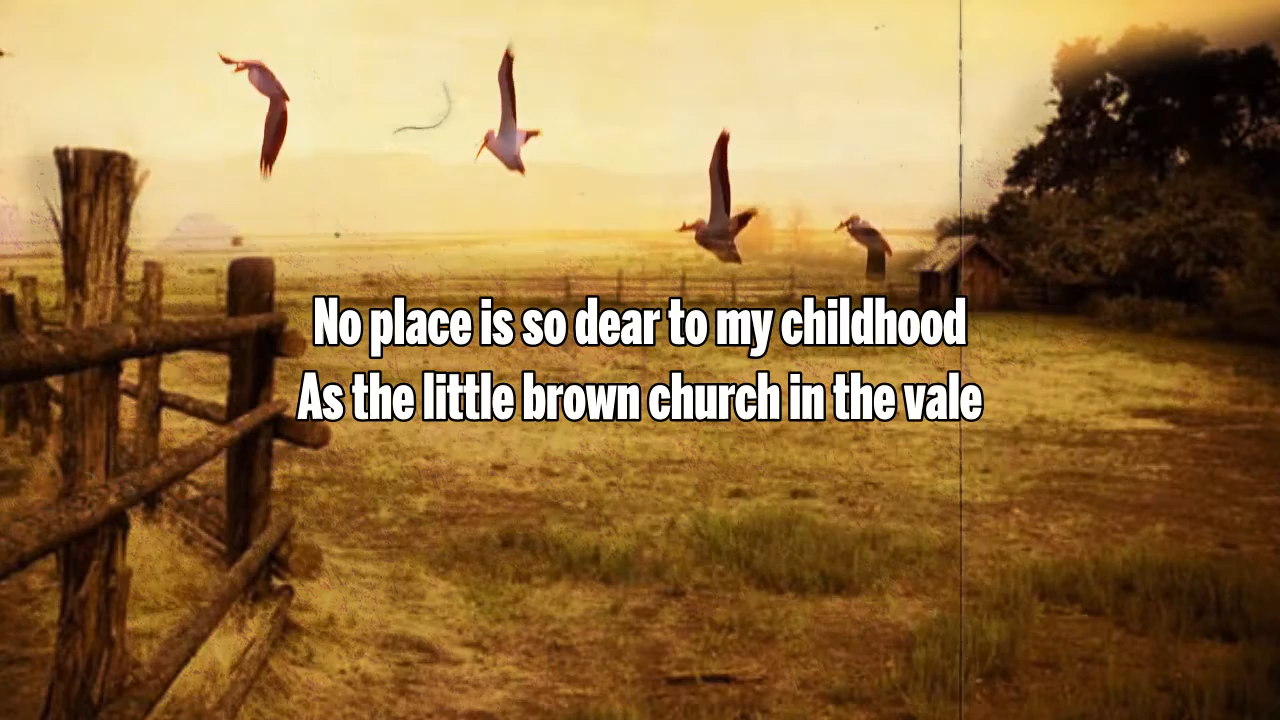 No place is so dear to my childhood
As the little brown church in the vale